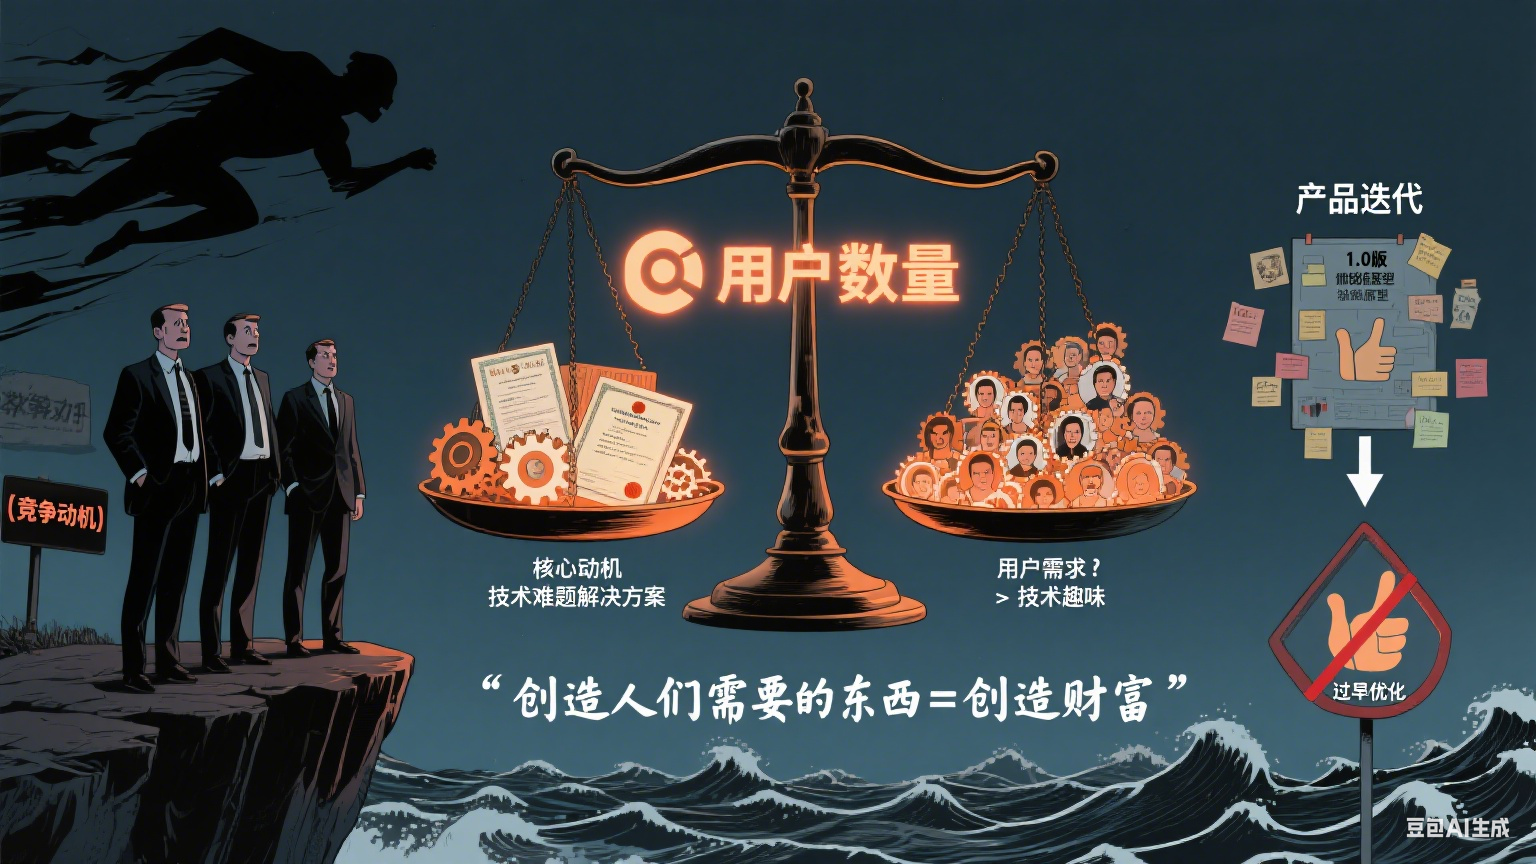 用户数量
产品迭代
1.0版
(竞争动机)
核心动机
技术难题解决方案
用户需求?
> 技术趣味
过早优化
“创造人们需要的东西=创造财富”
豆包AI生成